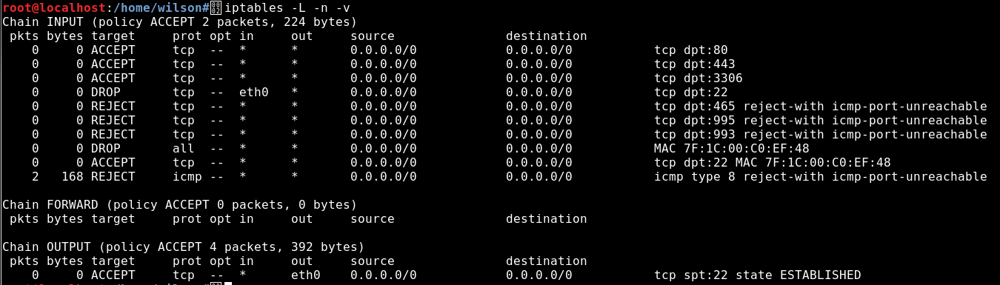 root@localhost:/home/wilson# iptables -L -n -v
Chain INPUT (policy ACCEPT 2 packets, 224 bytes)
 pkts bytes target     prot opt in     out     source               destination
    0     0 ACCEPT     tcp  --  *      *       0.0.0.0/0            0.0.0.0/0            tcp dpt:80
    0     0 ACCEPT     tcp  --  *      *       0.0.0.0/0            0.0.0.0/0            tcp dpt:443
    0     0 ACCEPT     tcp  --  *      *       0.0.0.0/0            0.0.0.0/0            tcp dpt:3306
    0     0 DROP       tcp  --  eth0   *       0.0.0.0/0            0.0.0.0/0            tcp dpt:22
    0     0 REJECT     tcp  --  *      *       0.0.0.0/0            0.0.0.0/0            tcp dpt:465 reject-with icmp-port-unreachable
    0     0 REJECT     tcp  --  *      *       0.0.0.0/0            0.0.0.0/0            tcp dpt:995 reject-with icmp-port-unreachable
    0     0 REJECT     tcp  --  *      *       0.0.0.0/0            0.0.0.0/0            tcp dpt:993 reject-with icmp-port-unreachable
    0     0 DROP       all  --  *      *       0.0.0.0/0            0.0.0.0/0            MAC 7F:1C:00:C0:EF:48
    0     0 ACCEPT     tcp  --  *      *       0.0.0.0/0            0.0.0.0/0            tcp dpt:22 MAC 7F:1C:00:C0:EF:48
    2   168 REJECT     icmp --  *      *       0.0.0.0/0            0.0.0.0/0            icmp type 8 reject-with icmp-port-unreachable
Chain FORWARD (policy ACCEPT 0 packets, 0 bytes)
 pkts bytes target     prot opt in     out     source               destination
Chain OUTPUT (policy ACCEPT 4 packets, 392 bytes)
 pkts bytes target     prot opt in     out     source               destination
    0     0 ACCEPT     tcp  --  *      eth0    0.0.0.0/0            0.0.0.0/0            tcp spt:22 state ESTABLISHED